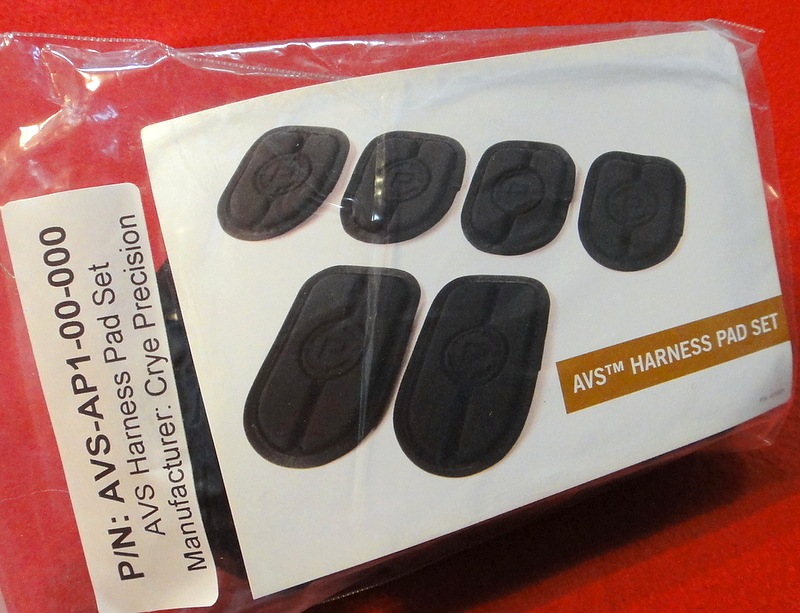 P/N: AVS-AP1-00-000
AVS Harness Pad Set
Manufacturer: Crye Precision
AVS™ HARNESS PAD SET